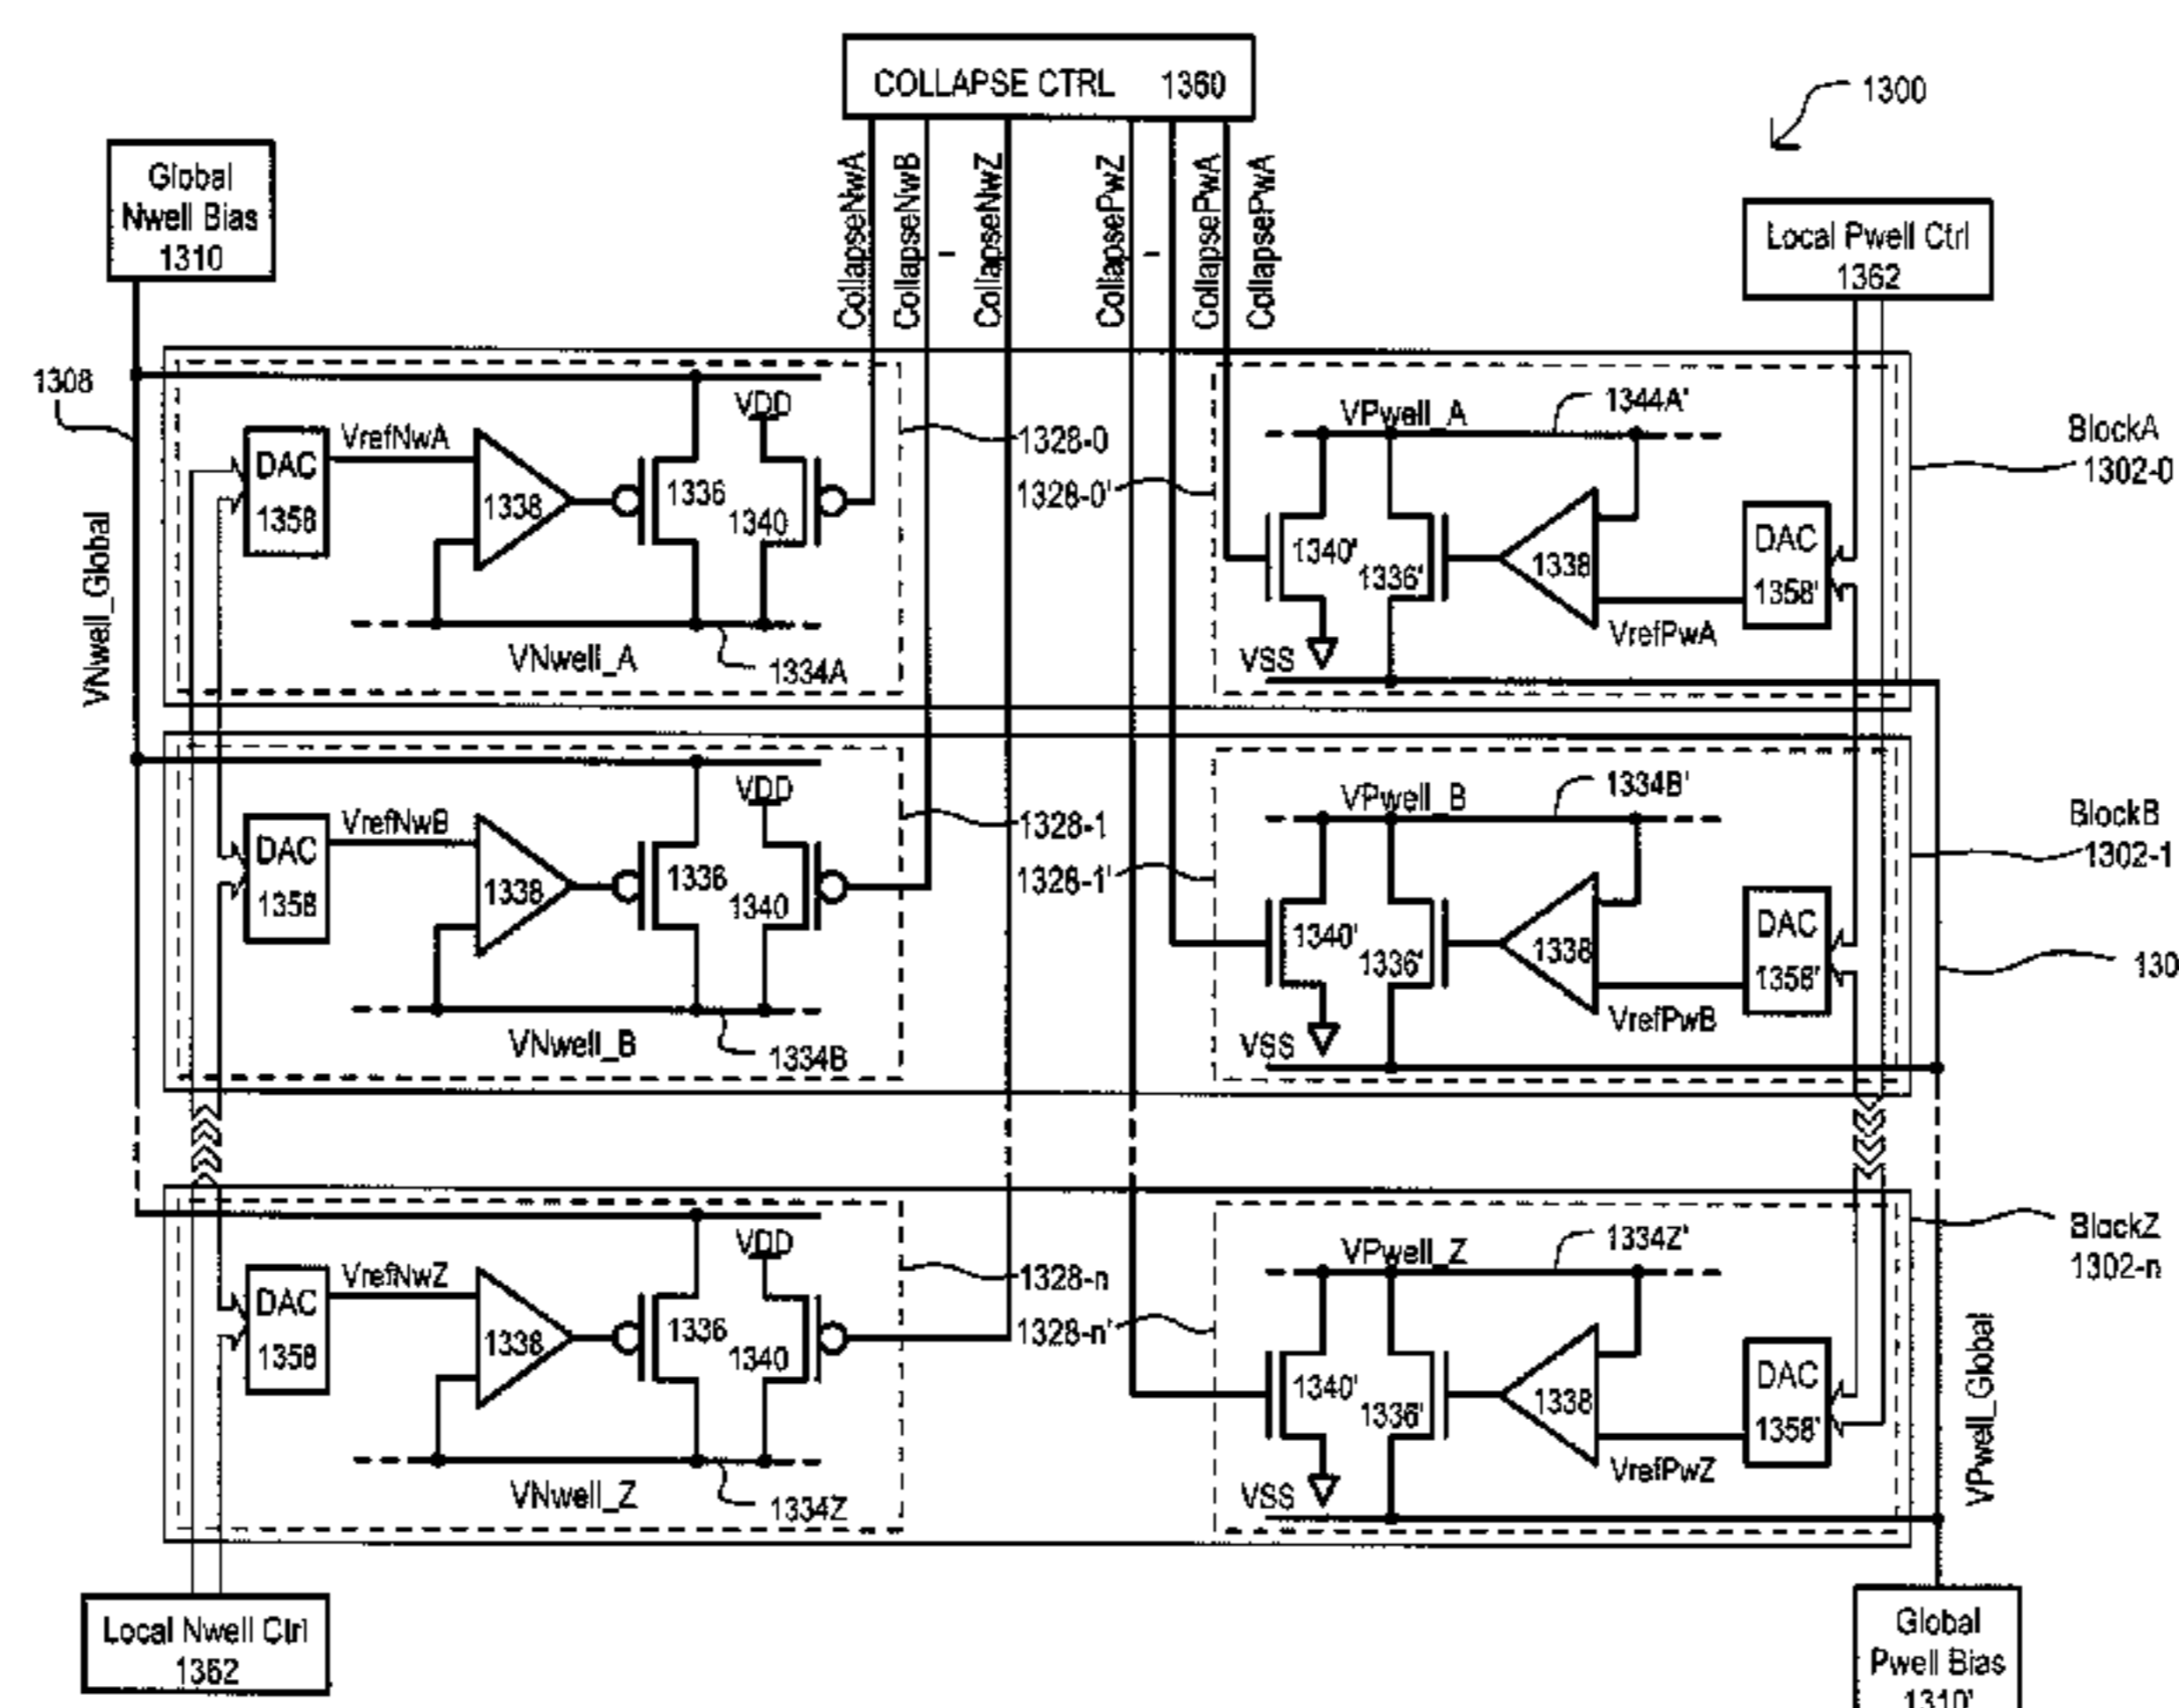 COLLAPSE CTRL 1360
1300
Global
Nwell Bias
1310
CollapseNwA
CollapseNwB
CollapseNwZ
CollapsePwZ
CollapsePwA
CollapsePwA
Local Pwell Ctrl
1362
1308
VNwell_Global
VDD
VrefNwA
DAC
1358
1338
1336
1340
VNwell_A
1334A
1328-0
1328-0'
VPwell_A
1344A'
1340'
1336'
1338
DAC
1358'
VrefPwA
VSS
BlockA
1302-0
VDD
VrefNwB
DAC
1358
1338
1336
1340
VNwell_B
1334B
1328-1
1328-1'
VPwell_B
1334B'
1340'
1336'
1338
DAC
1358'
VrefPwB
VSS
BlockB
1302-1
130
VDD
VrefNwZ
DAC
1358
1338
1336
1340
VNwell_Z
1334Z
1328-n
1328-n'
VPwell_Z
1334Z'
1340'
1336'
1338
DAC
1358'
VrefPwZ
VSS
BlockZ
1302-n
VPwell_Global
Local Nwell Ctrl
1362
Global
Pwell Bias
1310'